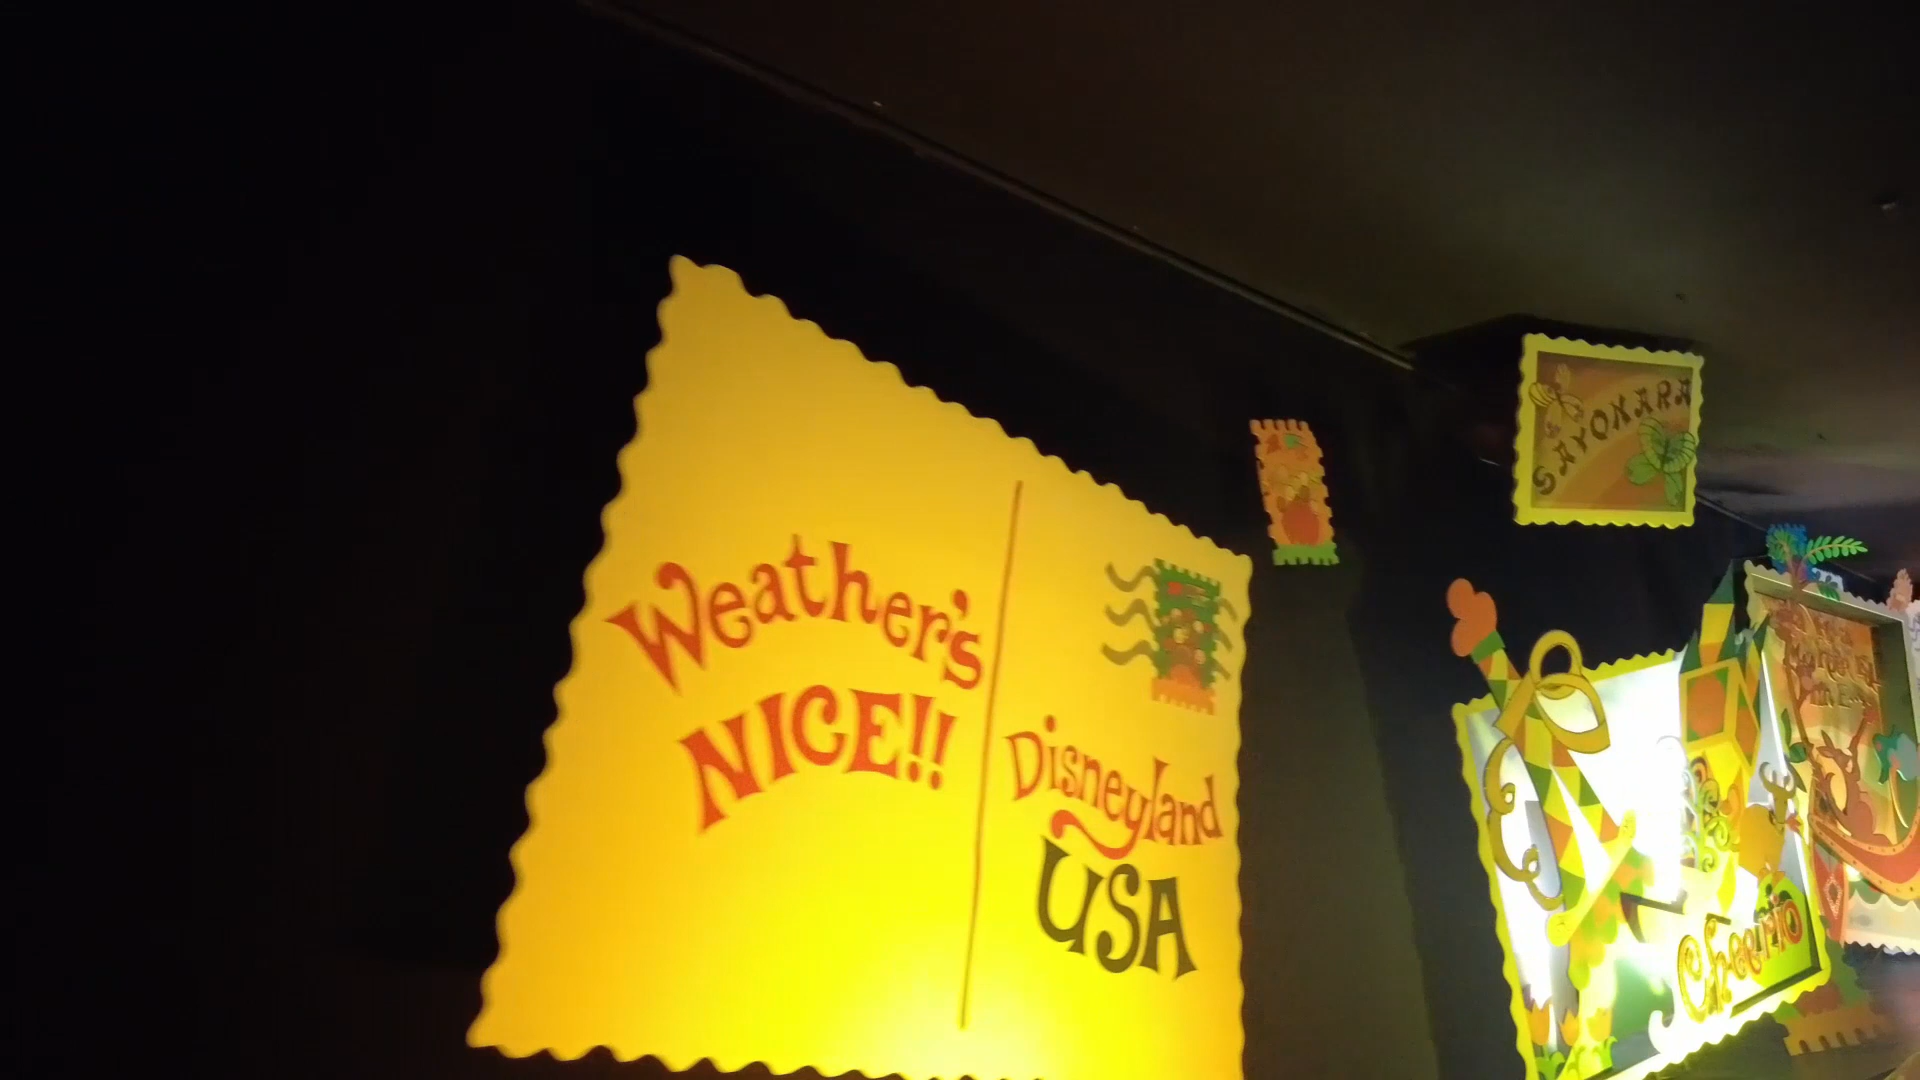 Weather's
NICE!!
Disneyland
USA
SAYONARA
Cheerio